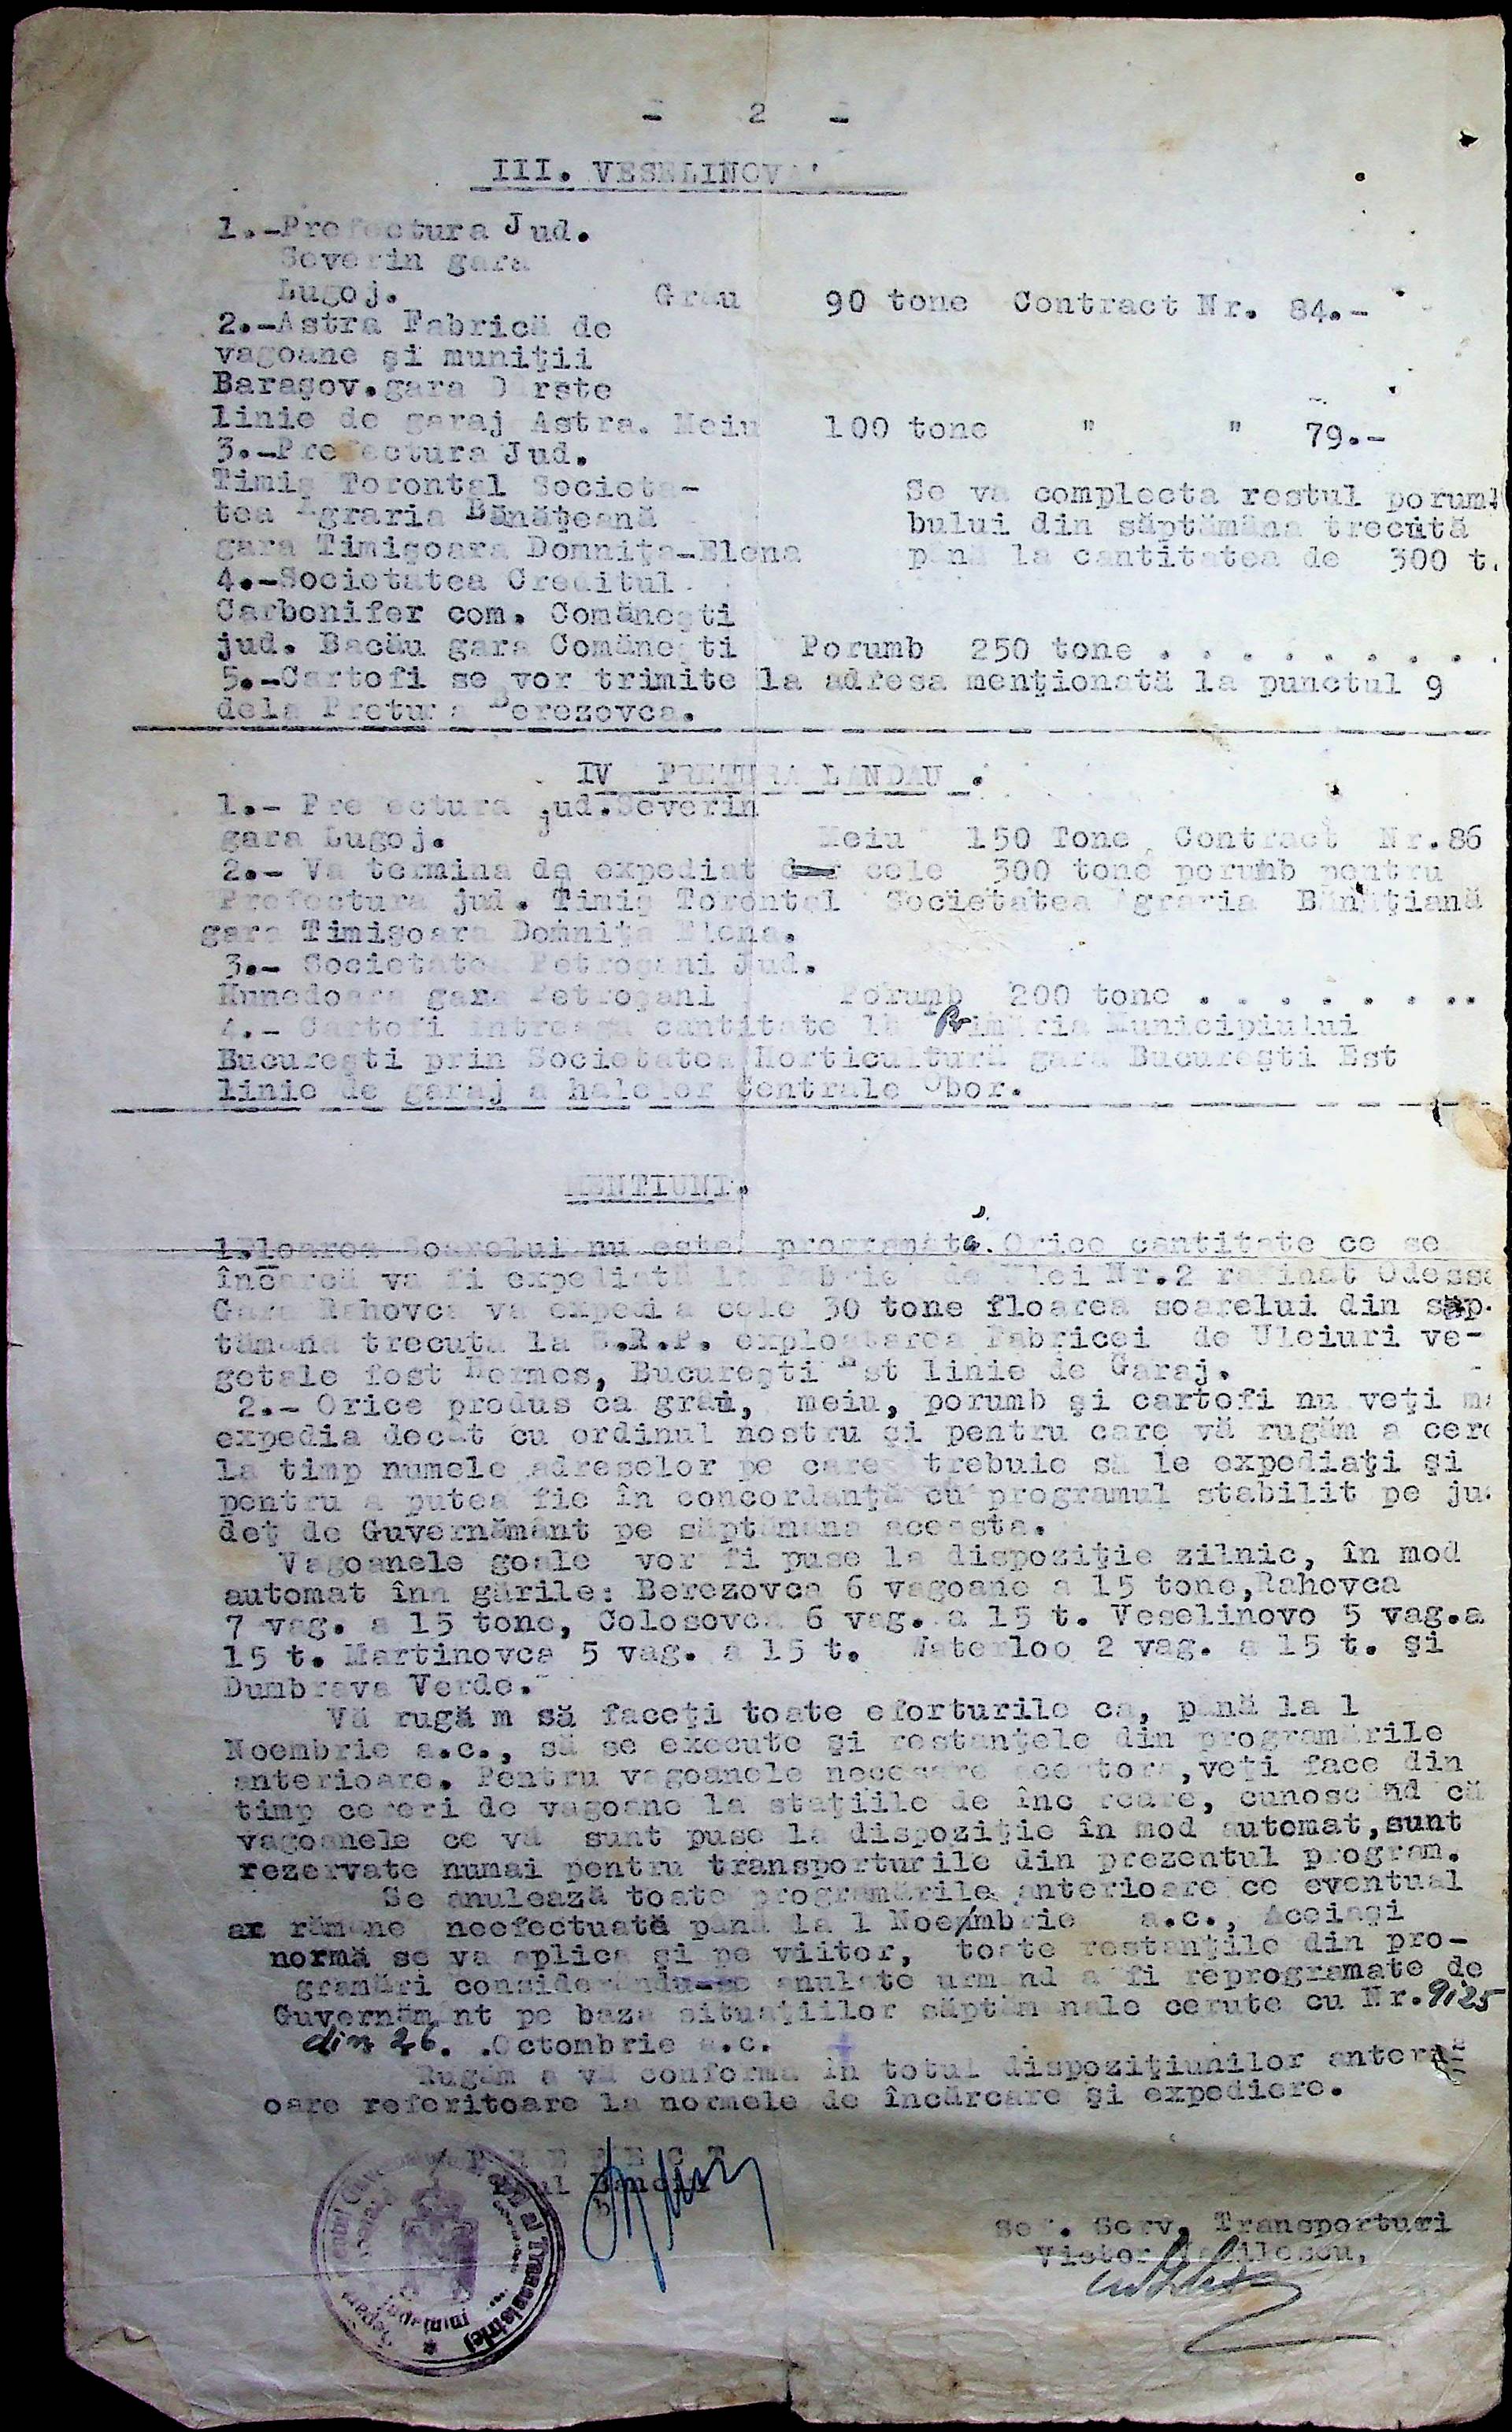 - 2 -
III. VESELINOVA'
1.-Prefectura Jud.
Severin gara
Lugoj. Grau 90 tone Contract Nr. 84.-
2.-Astra Fabrică de
vagoane şi muniţii
Baraşov.gara Dârste
linie de garaj Astra. Meiu 100 tone " " 79.-
3.-Prefectura Jud.
Timiş Torontal Societa-
tea Agraria Bănăţeană
gara Timişoara Domniţa-Elena
Se va complecta restul porum
bului din săptămâna trecută
până la cantitatea de 300 t.
4.-Societatea Creditul
Carbonifer com. Comăneşti
jud. Bacău gara Comăneşti Porumb 250 tone . . . . . . . . .
5.-Cartofi se vor trimite la adresa menţionată la punctul 9
dela Pretura Berezovca.
IV PRETURA LANDAU .
1.- Prefectura jud.Severin
gara Lugoj. Meiu 150 Tone, Contract Nr.86
2.- Va termina de expediat cele 300 tone porumb pentru
Prefectura jud. Timiş Torontal Societatea Agraria Bănăţiană
gara Timişoara Domniţa Elena.
3.- Societatea Petroşani Jud.
Hunedoara gara Petroşani Porumb 200 tone . . . . . . . ..
4.- Cartofi întreaga cantitate la Primăria Municipiului
Bucureşti prin Societatea Horticultură gara Bucureşti Est
linie de garaj a halelor Centrale Obor.
MENTIUNI.
1.Floarea Soarelui nu este programată. Orice cantitate ce se
încarcă va fi expediată la Fabrica de Ulei Nr.2 rafinat Odessa
Gara Rahovca va expedia cele 30 tone floarea soarelui din săp.
tămâna trecută la S.R.P. exploatarea Fabricei de Uleiuri ve-
getale fost Hermes, Bucureşti Est linie de Garaj.
2.- Orice produs ca grâu, meiu, porumb şi cartofi nu veţi ma
expedia decât cu ordinul nostru şi pentru care vă rugăm a cere
la timp numele adreselor pe care trebuie să le expediaţi şi
pentru a putea fie în concordanţă cu programul stabilit pe ju
deţ de Guvernământ pe săptămâna aceasta.
Vagoanele goale vor fi puse la dispoziţie zilnic, în mod
automat înn gările: Berezovca 6 vagoane a 15 tone,Rahovca
7 vag. a 15 tone, Colosovca 6 vag. a 15 t. Veselinovo 5 vag.a
15 t. Martinovca 5 vag. a 15 t. Waterloo 2 vag. a 15 t. şi
Dumbrava Verde.
Vă rugă m să faceţi toate eforturile ca, până la 1
Noembrie a.c., să se execute şi restanţele din programările
anterioare. Pentru vagoanele necesare acestora,veţi face din
timp cereri de vagoane la staţiile de încărcare, cunoscând că
vagoanele ce vă sunt puse la dispoziţie în mod automat,sunt
rezervate numai pentru transporturile din prezentul program.
Se anulează toate programările anterioare ce eventual
ar rămâne neefectuate până la 1 Noembrie a.c., Aceiaşi
normă se va aplica şi pe viitor, toate restanţile din pro-
gramări considerându-se anulate urmând a fi reprogramate de
Guvernământ pe baza situaţiilor săptămânale cerute cu Nr.9125
din 26. .Octombrie a.c.
Rugăm a vă conforma în totul dispoziţiunilor anteri-
oare referitoare la normele de încărcare şi expediere.
P R E F E C T
Sef. Serv. Transporturi
Victor Vasilescu,